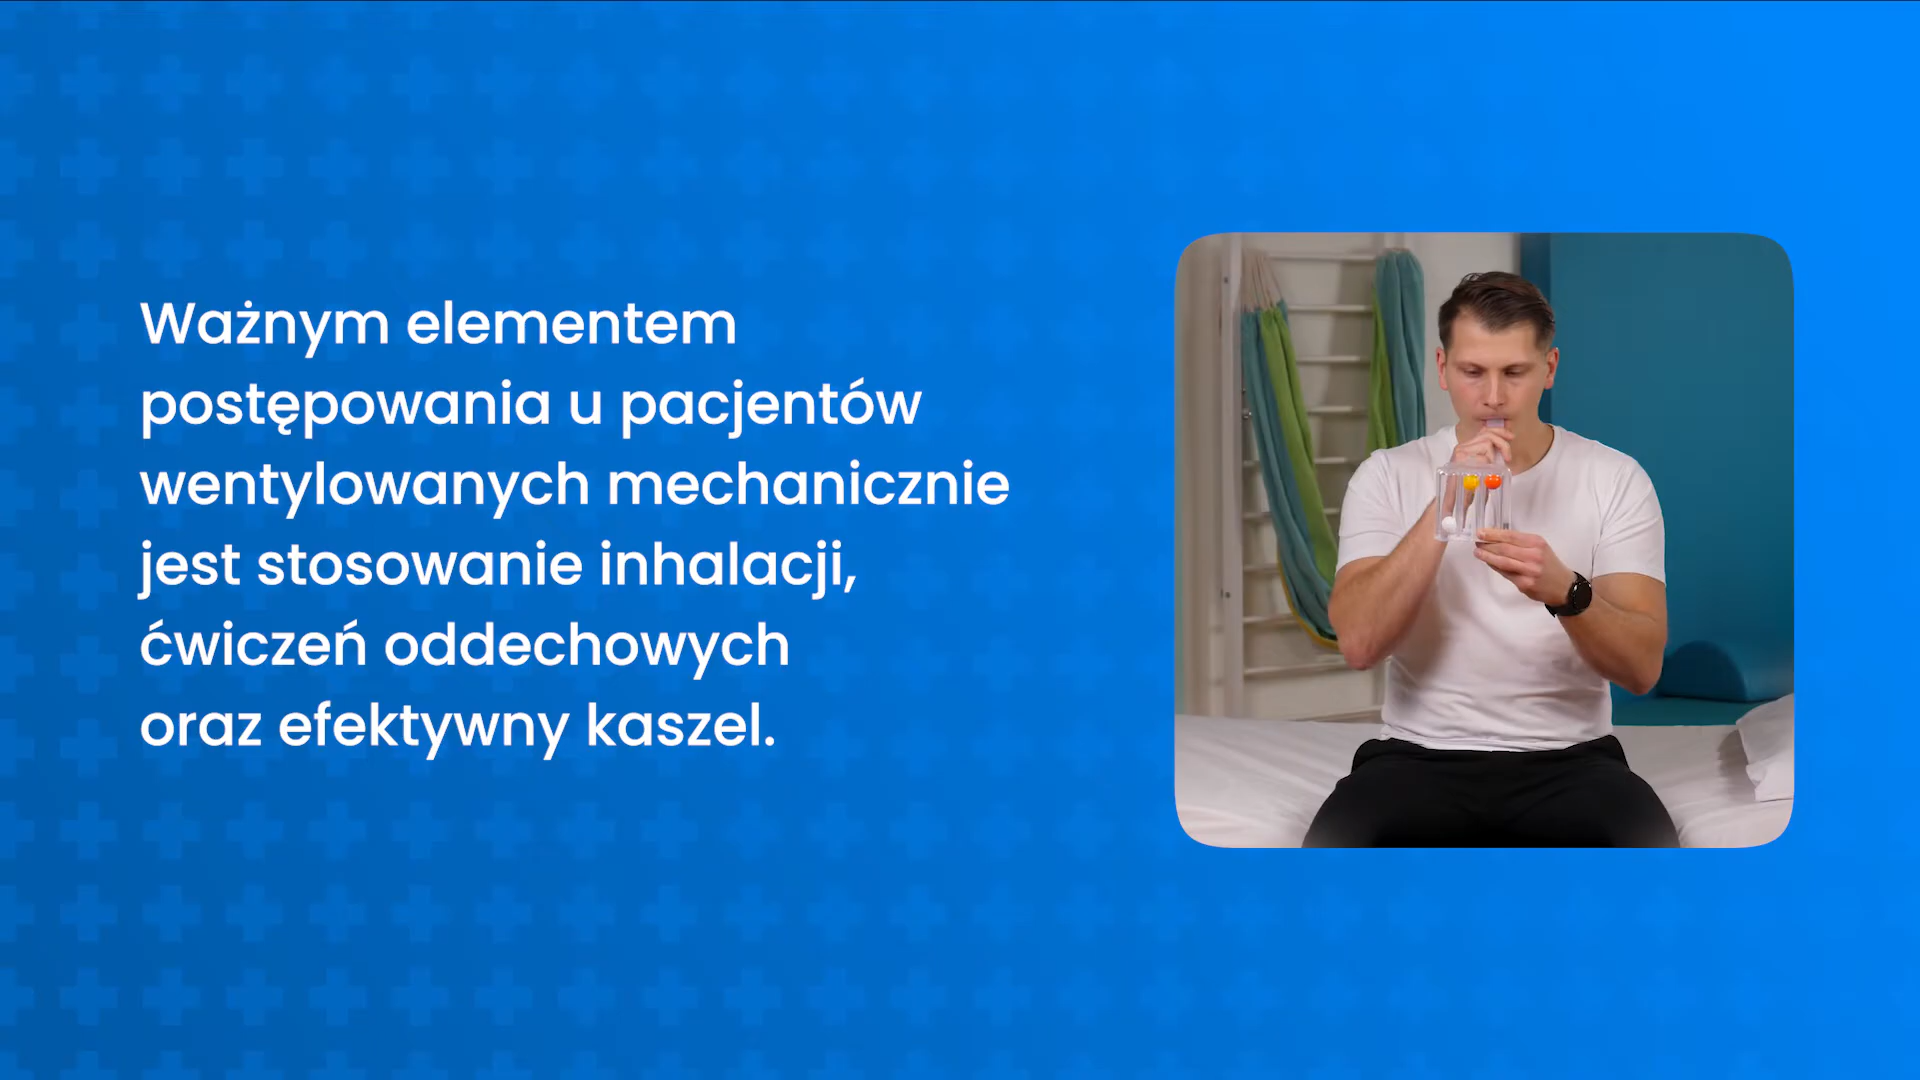 Ważnym elementem
postępowania u pacjentów
wentylowanych mechanicznie
jest stosowanie inhalacji,
ćwiczeń oddechowych
oraz efektywny kaszel.